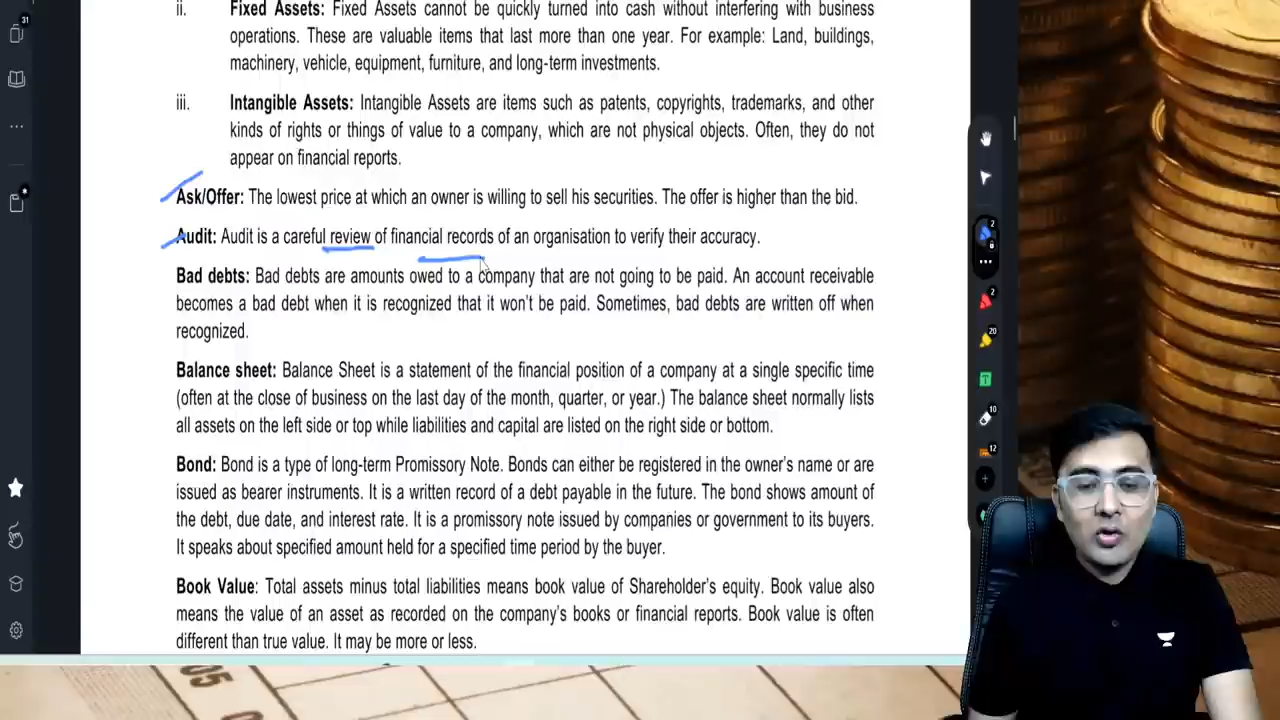 31
ii. Fixed Assets: Fixed Assets cannot be quickly turned into cash without interfering with business
operations. These are valuable items that last more than one year. For example: Land, buildings,
machinery, vehicle, equipment, furniture, and long-term investments.
iii. Intangible Assets: Intangible Assets are items such as patents, copyrights, trademarks, and other
kinds of rights or things of value to a company, which are not physical objects. Often, they do not
appear on financial reports.
Ask/Offer: The lowest price at which an owner is willing to sell his securities. The offer is higher than the bid.
Audit: Audit is a careful review of financial records of an organisation to verify their accuracy.
Bad debts: Bad debts are amounts owed to a company that are not going to be paid. An account receivable
becomes a bad debt when it is recognized that it won't be paid. Sometimes, bad debts are written off when
recognized.
Balance sheet: Balance Sheet is a statement of the financial position of a company at a single specific time
(often at the close of business on the last day of the month, quarter, or year.) The balance sheet normally lists
all assets on the left side or top while liabilities and capital are listed on the right side or bottom.
Bond: Bond is a type of long-term Promissory Note. Bonds can either be registered in the owner's name or are
issued as bearer instruments. It is a written record of a debt payable in the future. The bond shows amount of
the debt, due date, and interest rate. It is a promissory note issued by companies or government to its buyers.
It speaks about specified amount held for a specified time period by the buyer.
Book Value: Total assets minus total liabilities means book value of Shareholder's equity. Book value also
means the value of an asset as recorded on the company's books or financial reports. Book value is often
different than true value. It may be more or less.
2
2
20
T
10
12
05